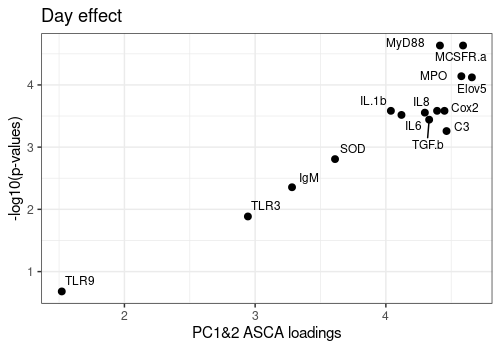 Day effect
MyD88
MCSFR.a
MPO
Elov5
IL.1b
IL8
Cox2
IL6
C3
TGF.b
SOD
IgM
TLR3
TLR9
4
3
2
1
-log10(p-values)
2
3
4
PC1&2 ASCA loadings